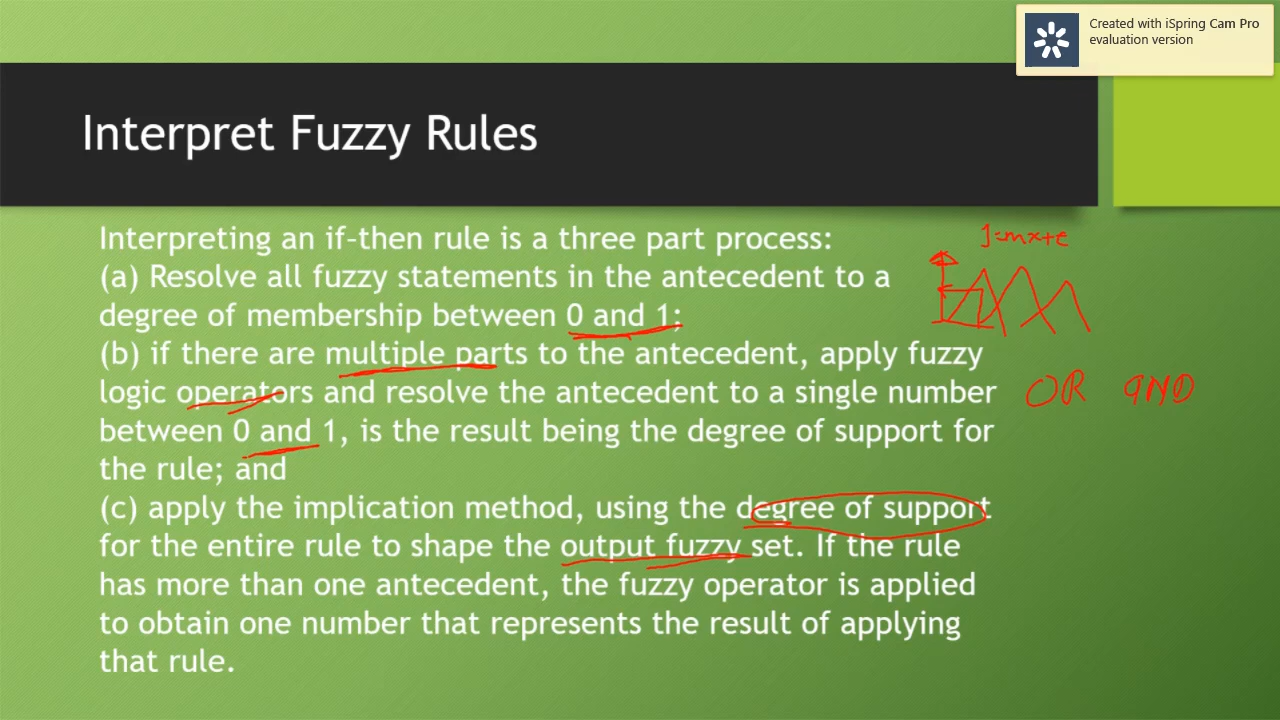 Created with iSpring Cam Pro
evaluation version
Interpret Fuzzy Rules
Interpreting an if-then rule is a three part process:
(a) Resolve all fuzzy statements in the antecedent to a
degree of membership between 0 and 1;
(b) if there are multiple parts to the antecedent, apply fuzzy
logic operators and resolve the antecedent to a single number
between 0 and 1, is the result being the degree of support for
the rule; and
(c) apply the implication method, using the degree of support
for the entire rule to shape the output fuzzy set. If the rule
has more than one antecedent, the fuzzy operator is applied
to obtain one number that represents the result of applying
that rule.
OR AND